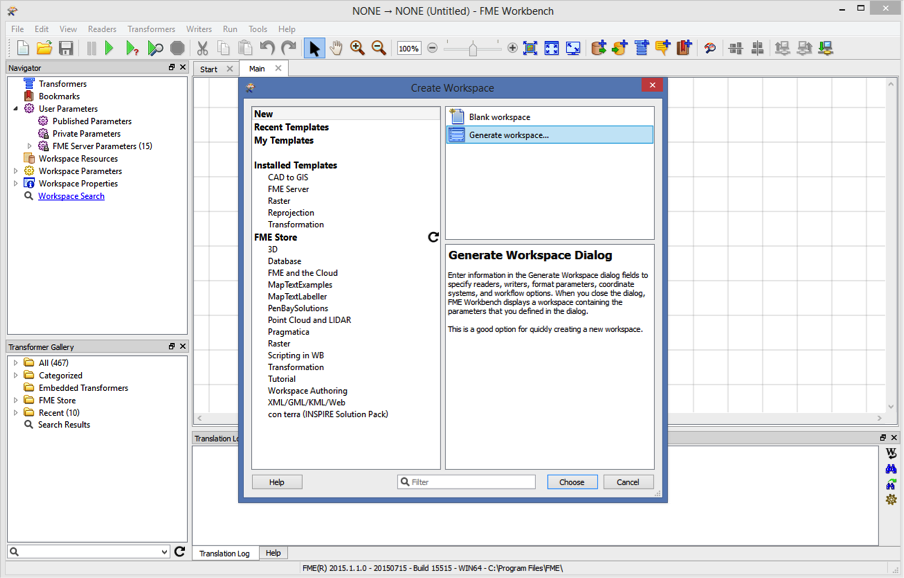 NONE → NONE (Untitled) - FME Workbench
File Edit View Readers Transformers Writers Run Tools Help
100%
Navigator
Transformers
Bookmarks
User Parameters
Published Parameters
Private Parameters
FME Server Parameters (15)
Workspace Resources
Workspace Parameters
Workspace Properties
Workspace Search
Transformer Gallery
All (467)
Categorized
Embedded Transformers
FME Store
Recent (10)
Search Results
Start
Main
Create Workspace
New
Recent Templates
My Templates
Installed Templates
CAD to GIS
FME Server
Raster
Reprojection
Transformation
FME Store
3D
Database
FME and the Cloud
MapTextExamples
MapTextLabeller
PenBaySolutions
Point Cloud and LIDAR
Pragmatica
Raster
Scripting in WB
Transformation
Tutorial
Workspace Authoring
XML/GML/KML/Web
con terra (INSPIRE Solution Pack)
Blank workspace
Generate workspace...
Generate Workspace Dialog
Enter information in the Generate Workspace dialog fields to
specify readers, writers, format parameters, coordinate
systems, and workflow options. When you close the dialog,
FME Workbench displays a workspace containing the
parameters that you defined in the dialog.
This is a good option for quickly creating a new workspace.
Help
Filter
Choose
Cancel
Translation Lo
Translation Log
Help
FME(R) 2015.1.1.0 - 20150715 - Build 15515 - WIN64 - C:\Program Files\FME\